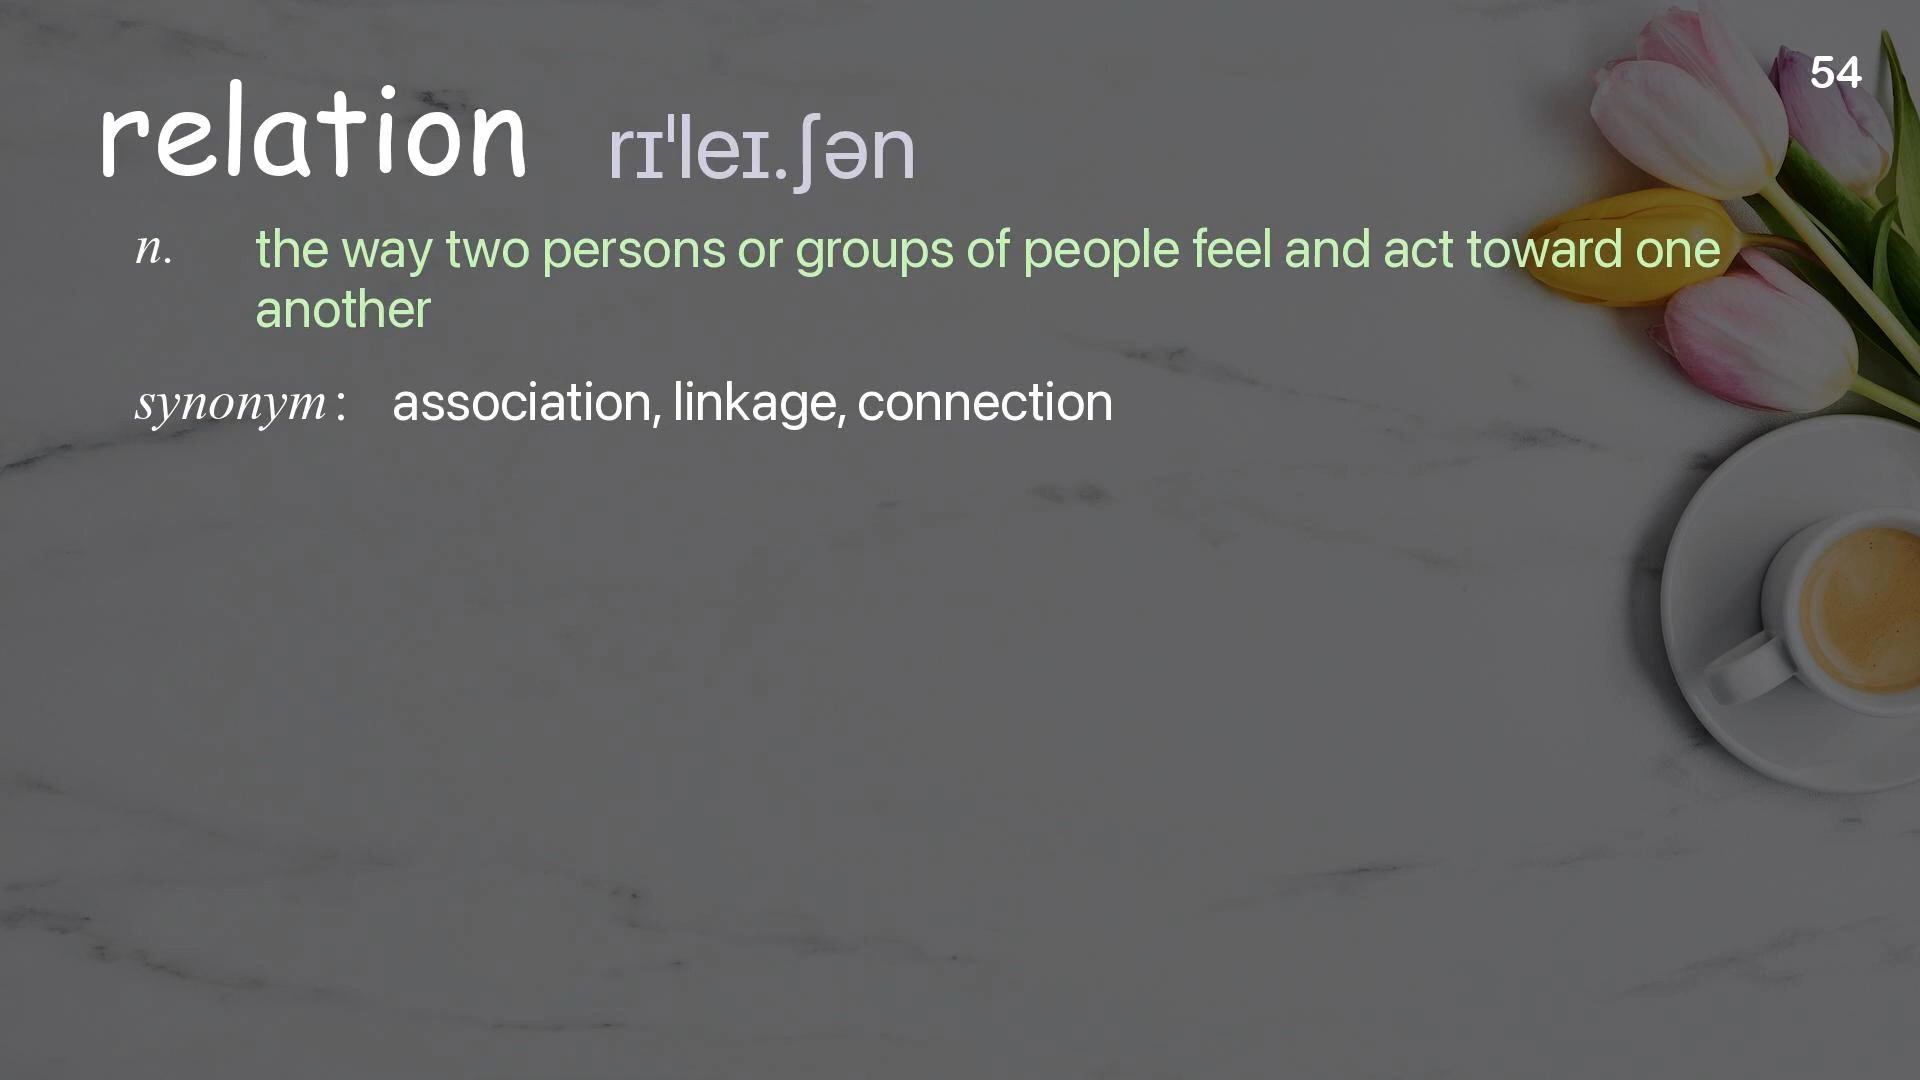 54
relation rɪˈleɪ.ʃən
n. the way two persons or groups of people feel and act toward one
another
synonym: association, linkage, connection